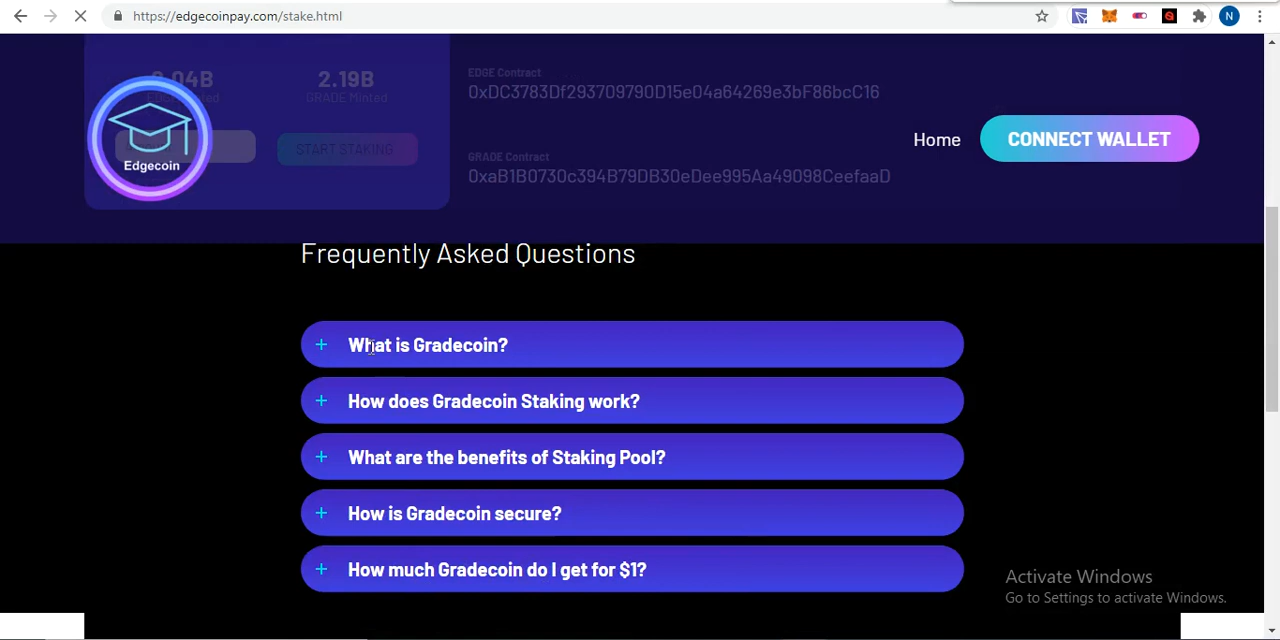 https://edgecoinpay.com/stake.html
N
2.19B
GRADE Minted
START STAKING
EDGE Contract
0xDC3783Df293709790D15e04a64269e3bF86bcC16
GRADE Contract
0xaB1B0730c394B79DB30eDee995Aa49098CeefaaD
Edgecoin
Home
CONNECT WALLET
Frequently Asked Questions
+ What is Gradecoin?
+ How does Gradecoin Staking work?
+ What are the benefits of Staking Pool?
+ How is Gradecoin secure?
+ How much Gradecoin do I get for $1?
Activate Windows
Go to Settings to activate Windows.